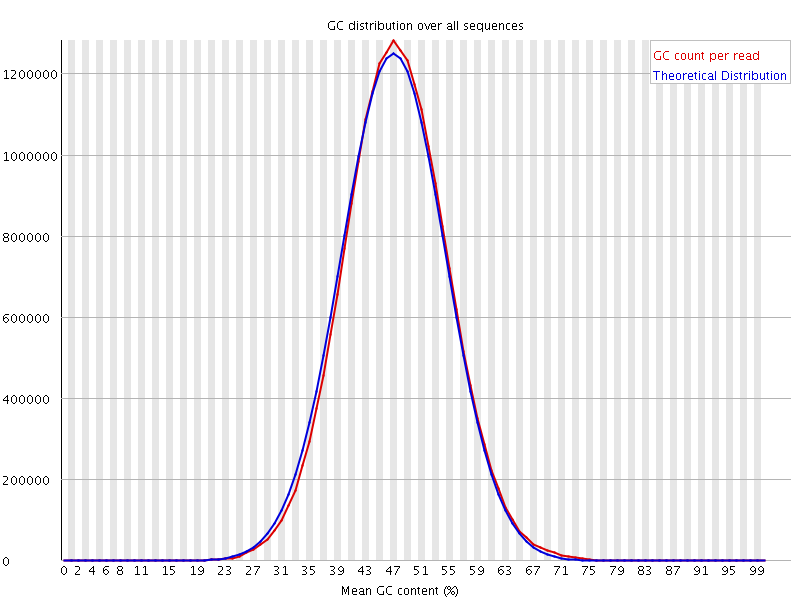 GC distribution over all sequences
GC count per read
Theoretical Distribution
1200000
1000000
800000
600000
400000
200000
0
0 2 4 6 8 11 15 19 23 27 31 35 39 43 47 51 55 59 63 67 71 75 79 83 87 91 95 99
Mean GC content (%)